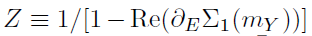 Z ≡ 1/[1 − Re(∂_E Σ_1(m_Y))]